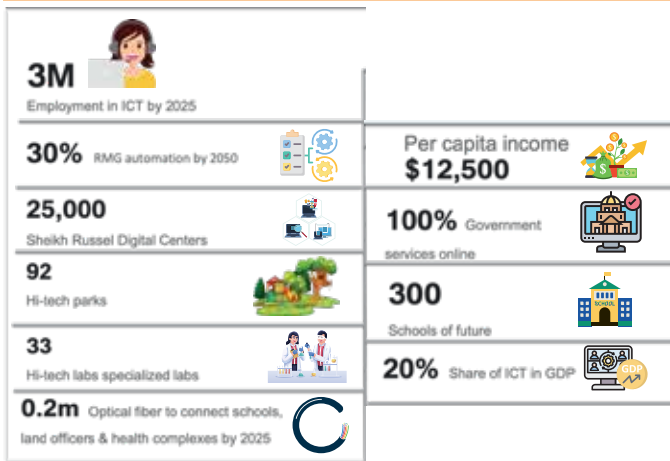 3M
Employment in ICT by 2025
30% RMG automation by 2050
25,000
Sheikh Russel Digital Centers
92
Hi-tech parks
33
Hi-tech labs specialized labs
0.2m Optical fiber to connect schools,
land officers & health complexes by 2025
Per capita income
$12,500
100% Government
services online
300
Schools of future
SCHOOL
20% Share of ICT in GDP
GDP